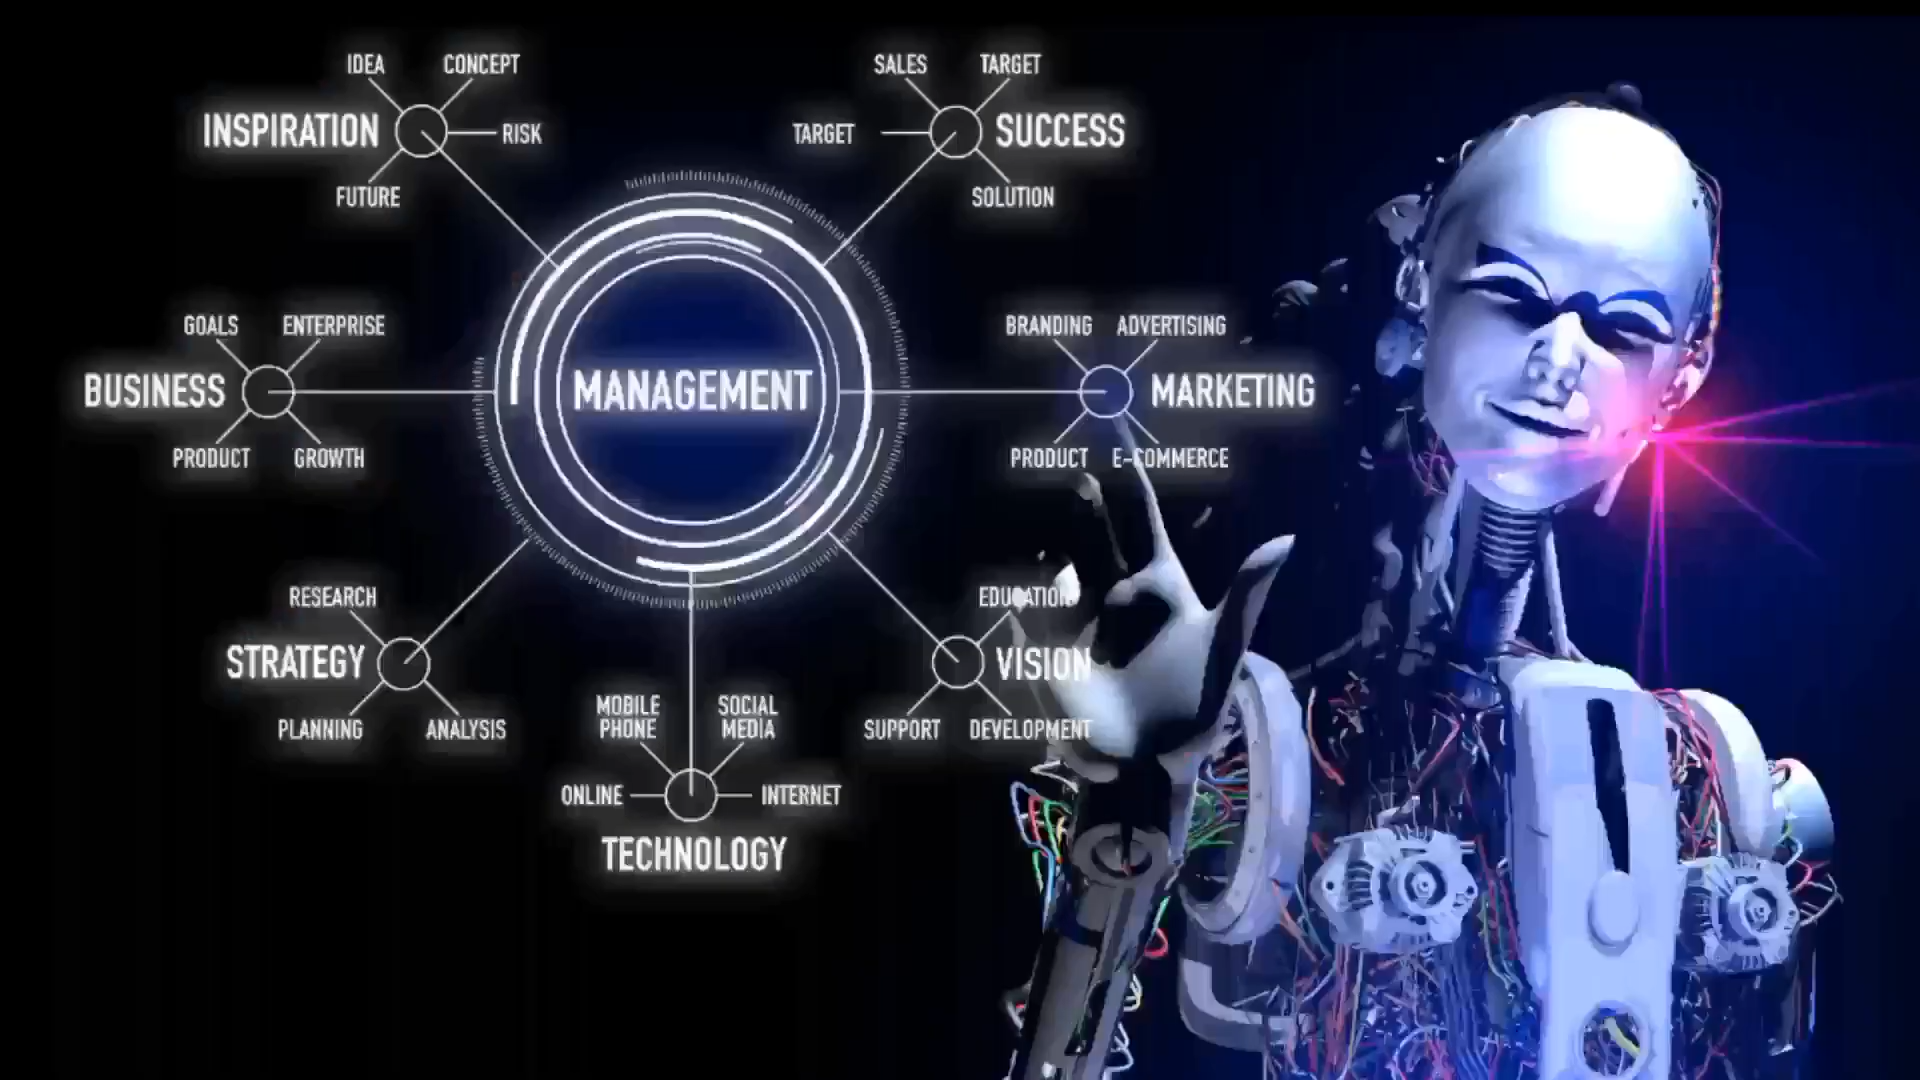 IDEA
CONCEPT
INSPIRATION
RISK
FUTURE
SALES
TARGET
TARGET
SUCCESS
SOLUTION
GOALS
ENTERPRISE
BUSINESS
PRODUCT
GROWTH
MANAGEMENT
BRANDING
ADVERTISING
MARKETING
PRODUCT
E-COMMERCE
RESEARCH
STRATEGY
PLANNING
ANALYSIS
MOBILE
PHONE
SOCIAL
MEDIA
ONLINE
INTERNET
TECHNOLOGY
EDUCATION
VISION
SUPPORT
DEVELOPMENT